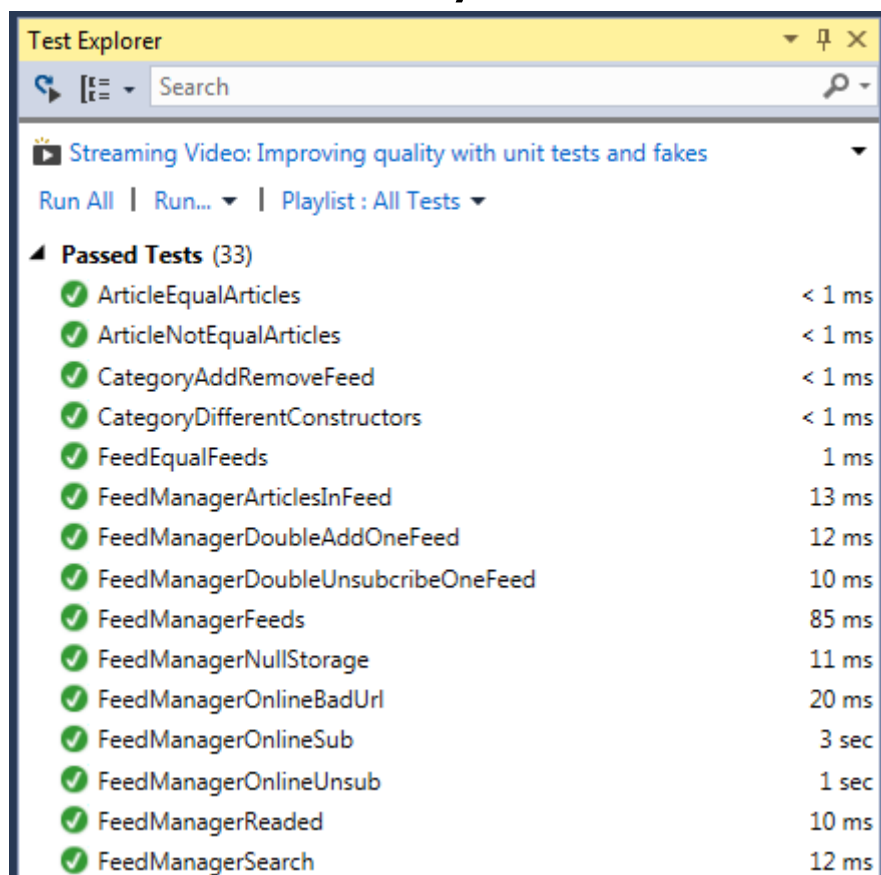 Test Explorer
Search
Streaming Video: Improving quality with unit tests and fakes
Run All | Run... | Playlist : All Tests
Passed Tests (33)
ArticleEqualArticles < 1 ms
ArticleNotEqualArticles < 1 ms
CategoryAddRemoveFeed < 1 ms
CategoryDifferentConstructors < 1 ms
FeedEqualFeeds 1 ms
FeedManagerArticlesInFeed 13 ms
FeedManagerDoubleAddOneFeed 12 ms
FeedManagerDoubleUnsubcribeOneFeed 10 ms
FeedManagerFeeds 85 ms
FeedManagerNullStorage 11 ms
FeedManagerOnlineBadUrl 20 ms
FeedManagerOnlineSub 3 sec
FeedManagerOnlineUnsub 1 sec
FeedManagerReaded 10 ms
FeedManagerSearch 12 ms